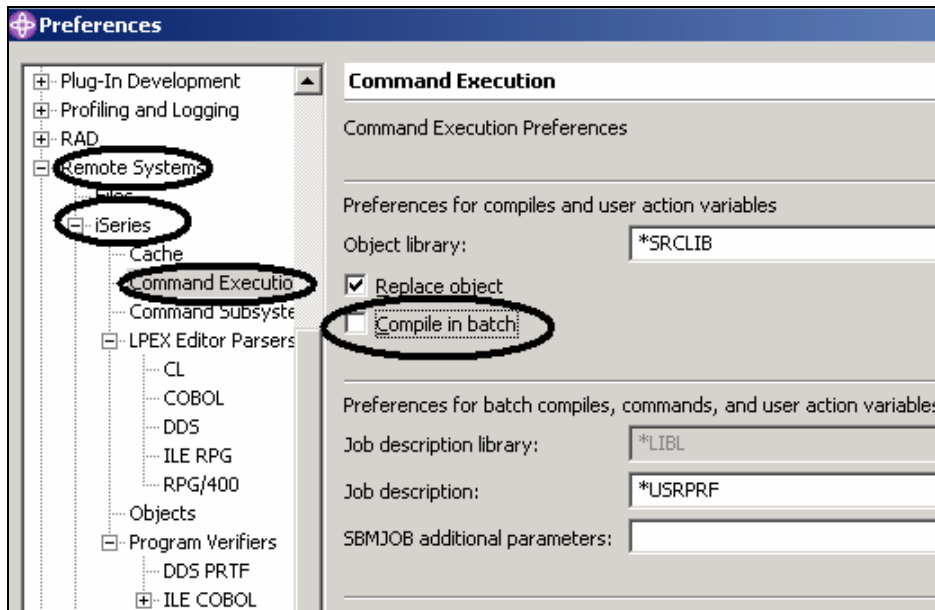 Preferences
Plug-In Development
Profiling and Logging
RAD
Remote Systems
Files
iSeries
Cache
Command Executio
Command Subsyste
LPEX Editor Parsers
CL
COBOL
DDS
ILE RPG
RPG/400
Objects
Program Verifiers
DDS PRTF
ILE COBOL
Command Execution
Command Execution Preferences
Preferences for compiles and user action variables
Object library: *SRCLIB
Replace object
Compile in batch
Preferences for batch compiles, commands, and user action variables
Job description library: *LIBL
Job description: *USRPRF
SBMJOB additional parameters: